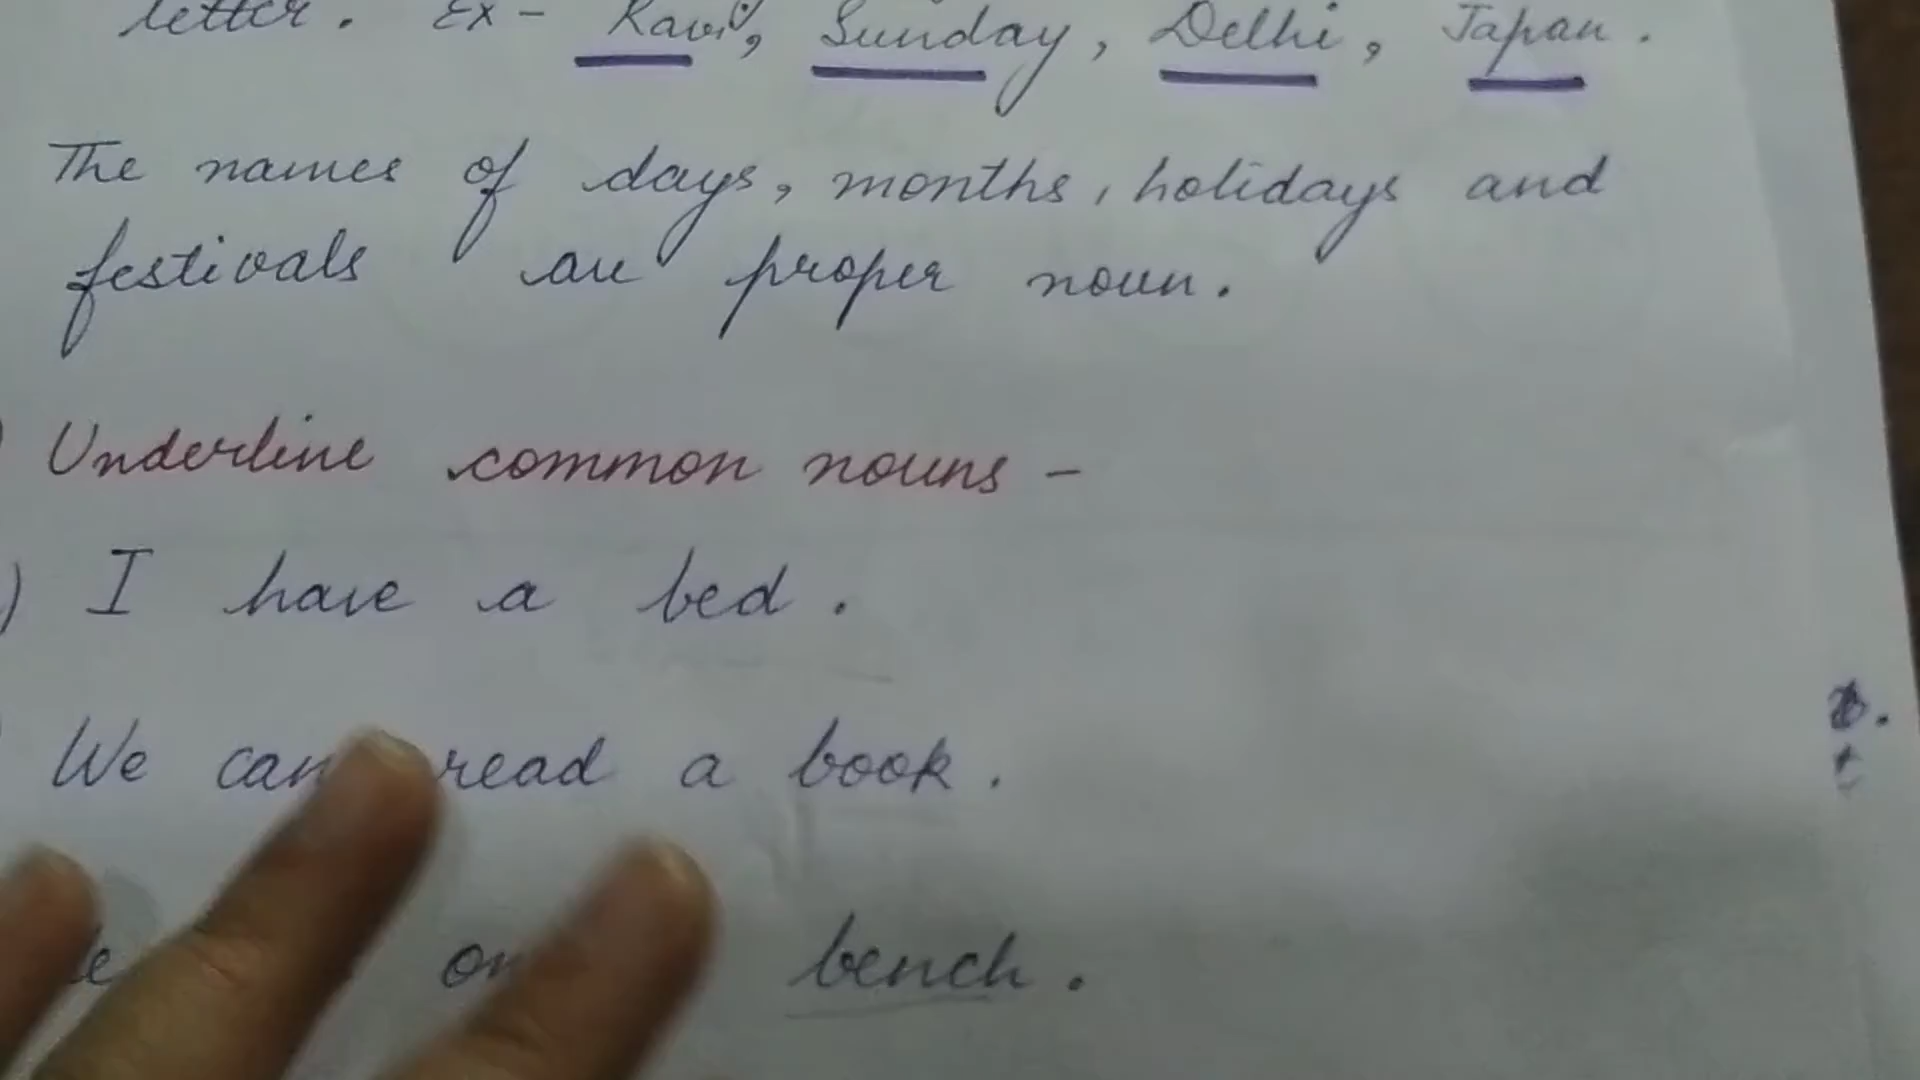 letter. Ex - Ravi, Sunday, Delhi, Japan.
The names of days, months, holidays and
festivals are proper noun.
Underline common nouns -
) I have a bed.
We can read a book.
on bench.